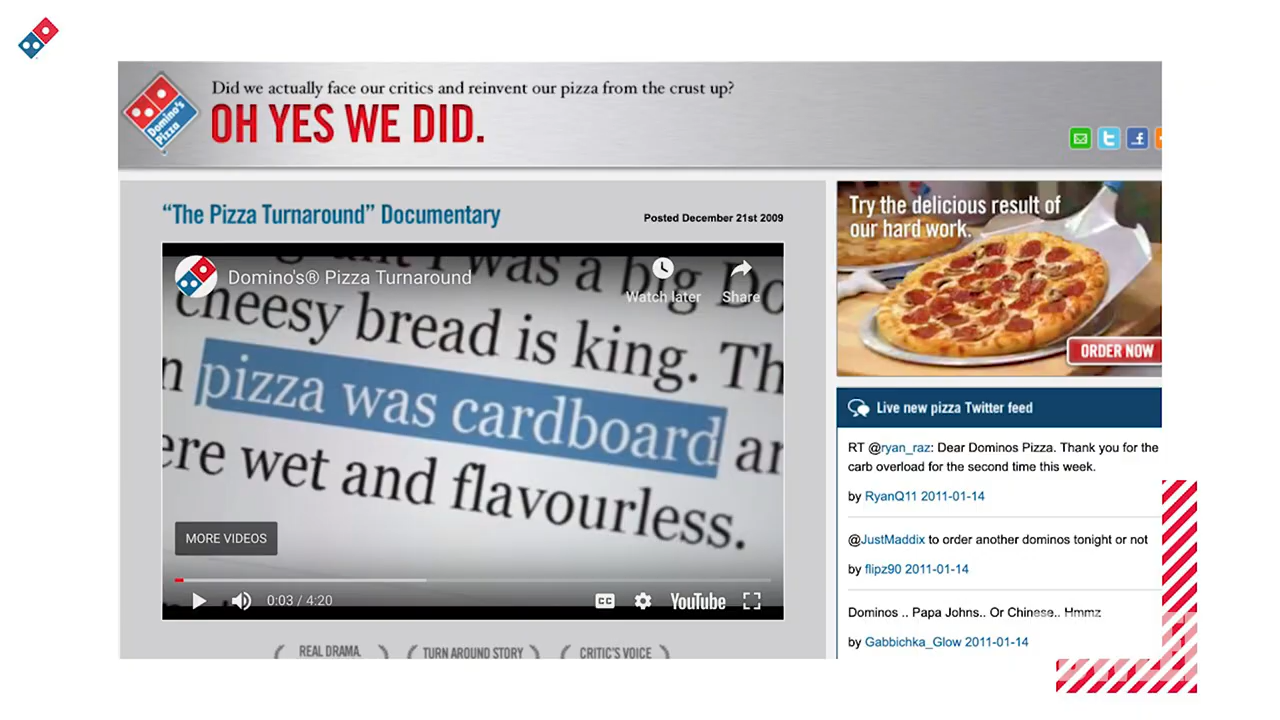 Did we actually face our critics and reinvent our pizza from the crust up?
OH YES WE DID.
Domino's
Pizza
"The Pizza Turnaround" Documentary
Posted December 21st 2009
Domino's® Pizza Turnaround
Watch later
Share
I was a big Do
cheesy bread is king. Th
pizza was cardboard
ere wet and flavourless.
MORE VIDEOS
0:03 / 4:20
CC
YouTube
REAL DRAMA.
TURN AROUND STORY
CRITIC'S VOICE
Try the delicious result of
our hard work.
ORDER NOW
Live new pizza Twitter feed
RT @ryan_raz: Dear Dominos Pizza. Thank you for the
carb overload for the second time this week.
by RyanQ11 2011-01-14
@JustMaddix to order another dominos tonight or not
by flipz90 2011-01-14
Dominos .. Papa Johns.. Or Chinese.. Hmmz
by Gabbichka_Glow 2011-01-14